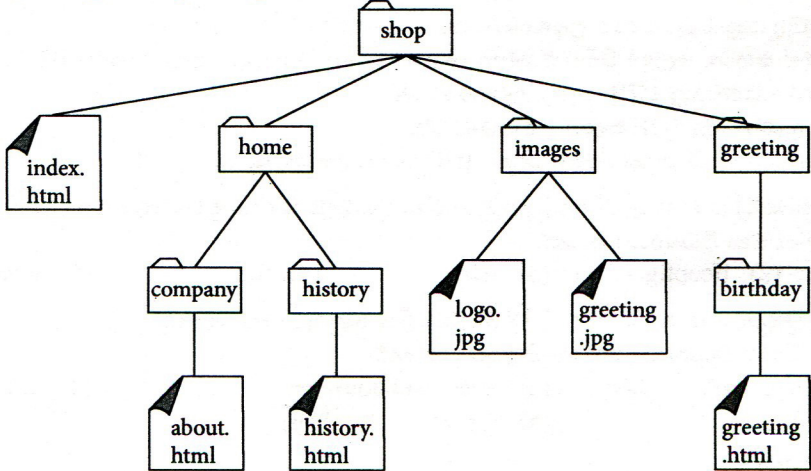 shop
index.
html
home
images
greeting
company
history
logo.
jpg
greeting
.jpg
birthday
about.
html
history.
html
greeting
.html